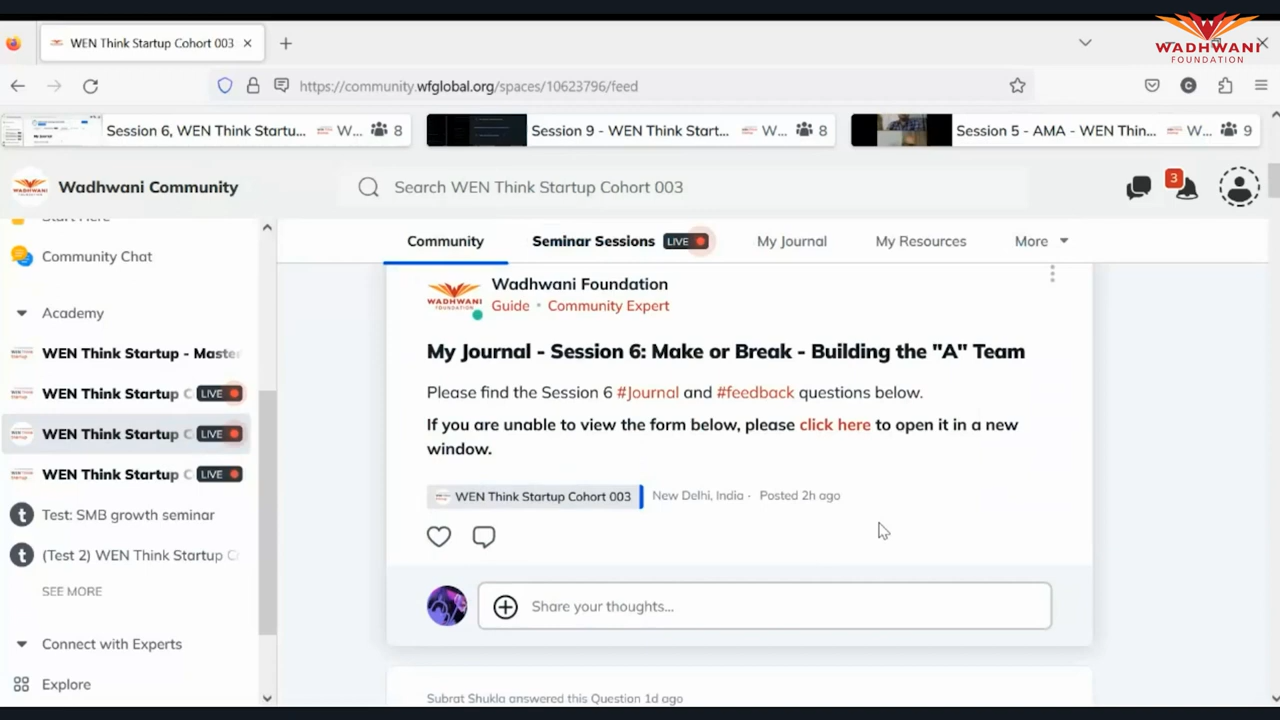 WEN Think Startup Cohort 003
WADHWANI
FOUNDATION
https://community.wfglobal.org/spaces/10623796/feed
Session 6, WEN Think Startu... W... 8
Session 9 - WEN Think Start... W... 8
Session 5 - AMA - WEN Thin... W... 9
Wadhwani Community
Search WEN Think Startup Cohort 003
3
Start Here
Community Chat
Academy
WEN Think Startup - Master
WEN Think Startup C LIVE
WEN Think Startup C LIVE
WEN Think Startup C LIVE
t Test: SMB growth seminar
t (Test 2) WEN Think Startup C
SEE MORE
Connect with Experts
Explore
Community
Seminar Sessions LIVE
My Journal
My Resources
More
WADHWANI
FOUNDATION
Wadhwani Foundation
Guide • Community Expert
My Journal - Session 6: Make or Break - Building the "A" Team
Please find the Session 6 #Journal and #feedback questions below.
If you are unable to view the form below, please click here to open it in a new
window.
WEN Think Startup Cohort 003 New Delhi, India - Posted 2h ago
Share your thoughts...
Subrat Shukla answered this Question 1d ago